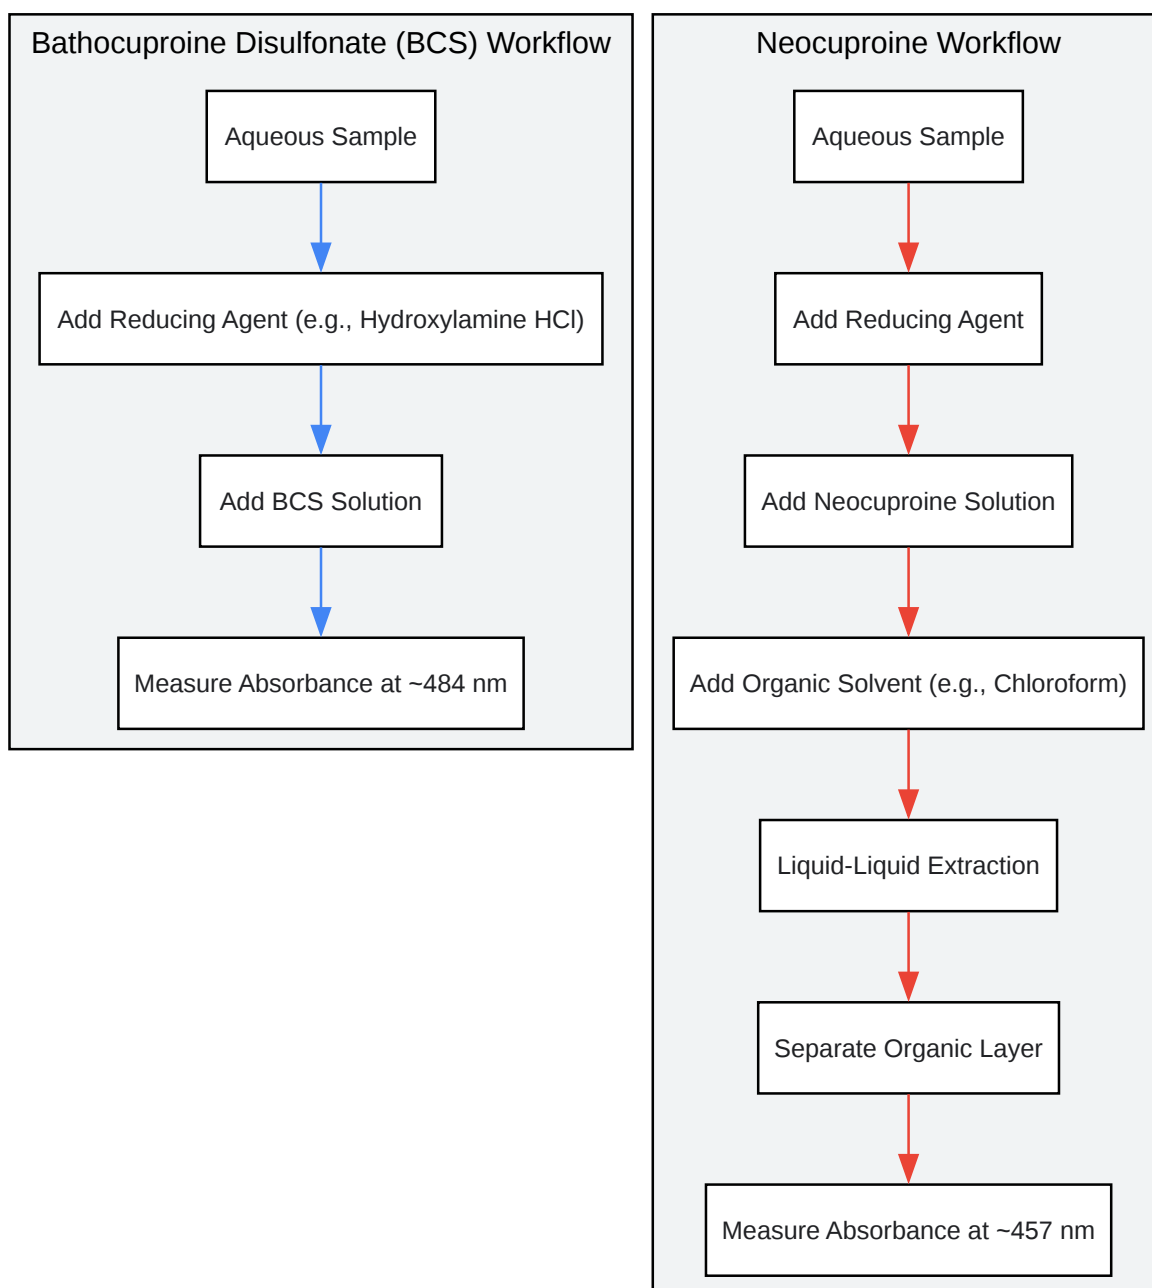 Bathocuproine Disulfonate (BCS) Workflow
Aqueous Sample
Add Reducing Agent (e.g., Hydroxylamine HCl)
Add BCS Solution
Measure Absorbance at ~484 nm
Neocuproine Workflow
Aqueous Sample
Add Reducing Agent
Add Neocuproine Solution
Add Organic Solvent (e.g., Chloroform)
Liquid-Liquid Extraction
Separate Organic Layer
Measure Absorbance at ~457 nm